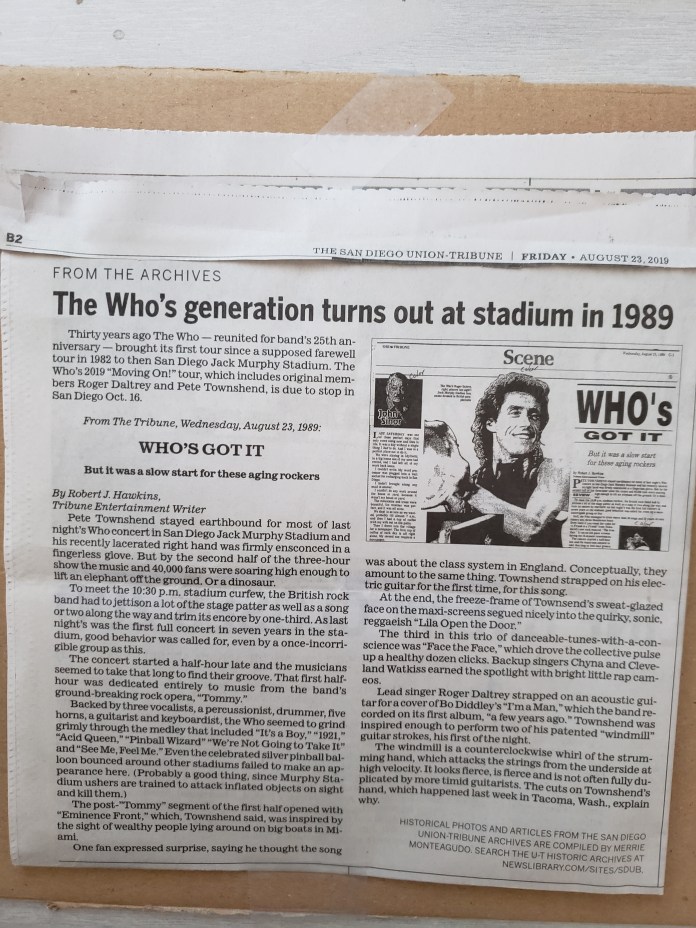 B2
THE SAN DIEGO UNION-TRIBUNE | FRIDAY • AUGUST 23, 2019
FROM THE ARCHIVES
The Who's generation turns out at stadium in 1989
Thirty years ago The Who — reunited for band's 25th an-
niversary — brought its first tour since a supposed farewell
tour in 1982 to then San Diego Jack Murphy Stadium. The
Who's 2019 "Moving On!" tour, which includes original mem-
bers Roger Daltrey and Pete Townshend, is due to stop in
San Diego Oct. 16.
From The Tribune, Wednesday, August 23, 1989:
WHO'S GOT IT
But it was a slow start for these aging rockers
By Robert J. Hawkins,
Tribune Entertainment Writer
Pete Townshend stayed earthbound for most of last
night's Who concert in San Diego Jack Murphy Stadium and
his recently lacerated right hand was firmly ensconced in a
fingerless glove. But by the second half of the three-hour
show the music and 40,000 fans were soaring high enough to
lift an elephant off the ground. Or a dinosaur.
To meet the 10:30 p.m. stadium curfew, the British rock
band had to jettison a lot of the stage patter as well as a song
or two along the way and trim its encore by one-third. As last
night's was the first full concert in seven years in the sta-
dium, good behavior was called for, even by a once-incorri-
gible group as this.
The concert started a half-hour late and the musicians
seemed to take that long to find their groove. That first half-
hour was dedicated entirely to music from the band's
ground-breaking rock opera, "Tommy."
Backed by three vocalists, a percussionist, drummer, five
horns, a guitarist and keyboardist, the Who seemed to grind
grimly through the medley that included "It's a Boy," "1921,"
"Acid Queen," "Pinball Wizard" "We're Not Going to Take It"
and "See Me, Feel Me." Even the celebrated silver pinball bal-
loon bounced around other stadiums failed to make an ap-
pearance here. (Probably a good thing, since Murphy Sta-
dium ushers are trained to attack inflated objects on sight
and kill them.)
The post-"Tommy" segment of the first half opened with
"Eminence Front," which, Townshend said, was inspired by
the sight of wealthy people lying around on big boats in Mi-
ami.
One fan expressed surprise, saying he thought the song
Scene
John
Sinor
WHO's
GOT IT
But it was a slow start
for these aging rockers
was about the class system in England. Conceptually, they
amount to the same thing. Townshend strapped on his elec-
tric guitar for the first time, for this song.
At the end, the freeze-frame of Townsend's sweat-glazed
face on the maxi-screens segued nicely into the quirky, sonic,
reggaeish "Lila Open the Door."
The third in this trio of danceable-tunes-with-a-con-
science was "Face the Face," which drove the collective pulse
up a healthy dozen clicks. Backup singers Chyna and Cleve-
land Watkiss earned the spotlight with bright little rap cam-
eos.
Lead singer Roger Daltrey strapped on an acoustic gui-
tar for a cover of Bo Diddley's "I'm a Man," which the band re-
corded on its first album, "a few years ago." Townshend was
inspired enough to perform two of his patented "windmill"
guitar strokes, his first of the night.
The windmill is a counterclockwise whirl of the strum-
ming hand, which attacks the strings from the underside at
high velocity. It looks fierce, is fierce and is not often fully du-
plicated by more timid guitarists. The cuts on Townshend's
hand, which happened last week in Tacoma, Wash., explain
why.
HISTORICAL PHOTOS AND ARTICLES FROM THE SAN DIEGO
UNION-TRIBUNE ARCHIVES ARE COMPILED BY MERRIE
MONTEAGUDO. SEARCH THE U-T HISTORIC ARCHIVES AT
NEWSLIBRARY.COM/SITES/SDUB.